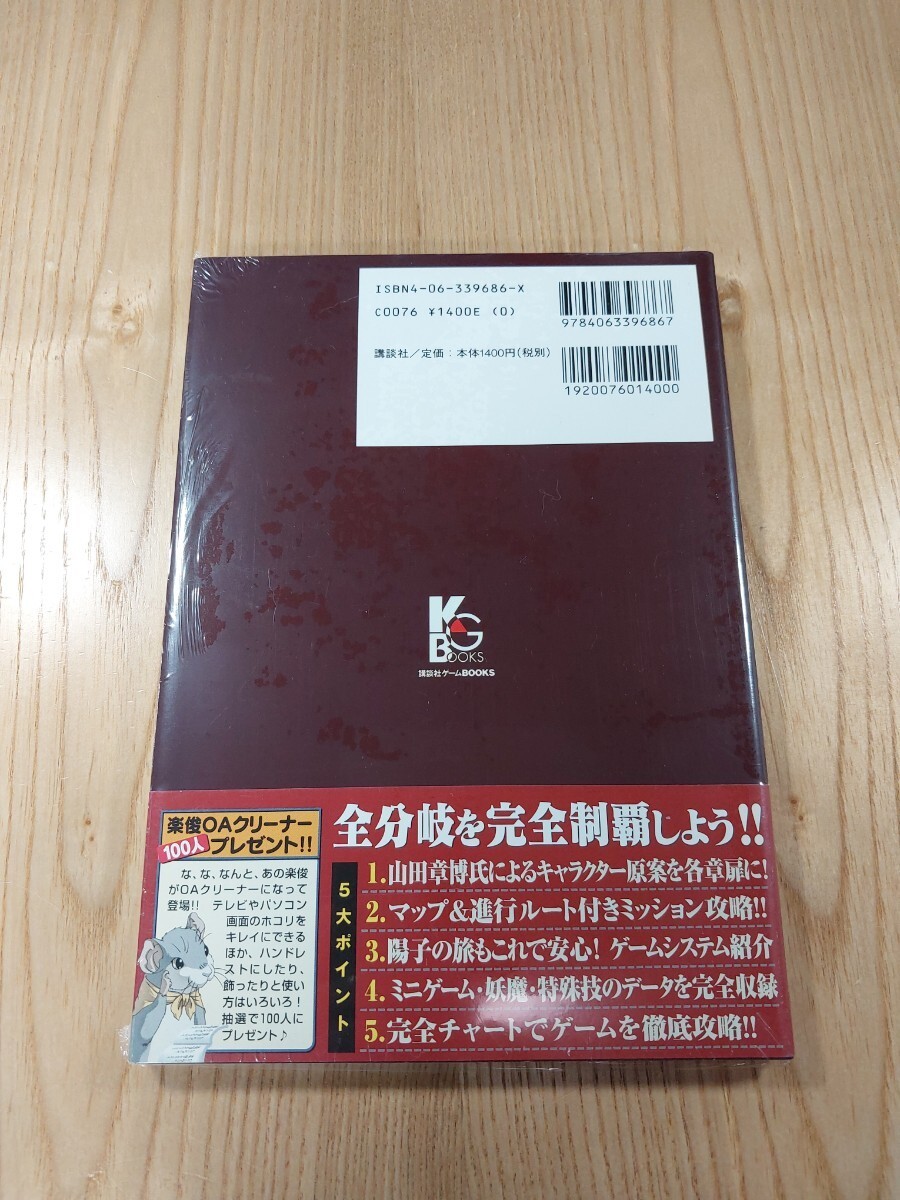 ISBN4-06-339686-X
C0076 ¥1400E (0)
講談社／定価：本体1400円(税別)
9784063396867
1920076014000
KGBOOKS
講談社ゲームBOOKS
楽俊OAクリーナー
100人プレゼント!!
な、な、なんと、あの楽俊
がOAクリーナーになって
登場!! テレビやパソコン
画面のホコリを
キレイにできる
ほか、ハンドレ
ストにしたり、
飾ったりと使い
方はいろいろ!
抽選で100人に
プレゼント♪
全分岐を完全制覇しよう!!
5大ポイント
1.山田章博氏によるキャラクター原案を各章扉に!
2.マップ&進行ルート付きミッション攻略!!
3.陽子の旅もこれで安心! ゲームシステム紹介
4.ミニゲーム・妖魔・特殊技のデータを完全収録
5.完全チャートでゲームを徹底攻略!!